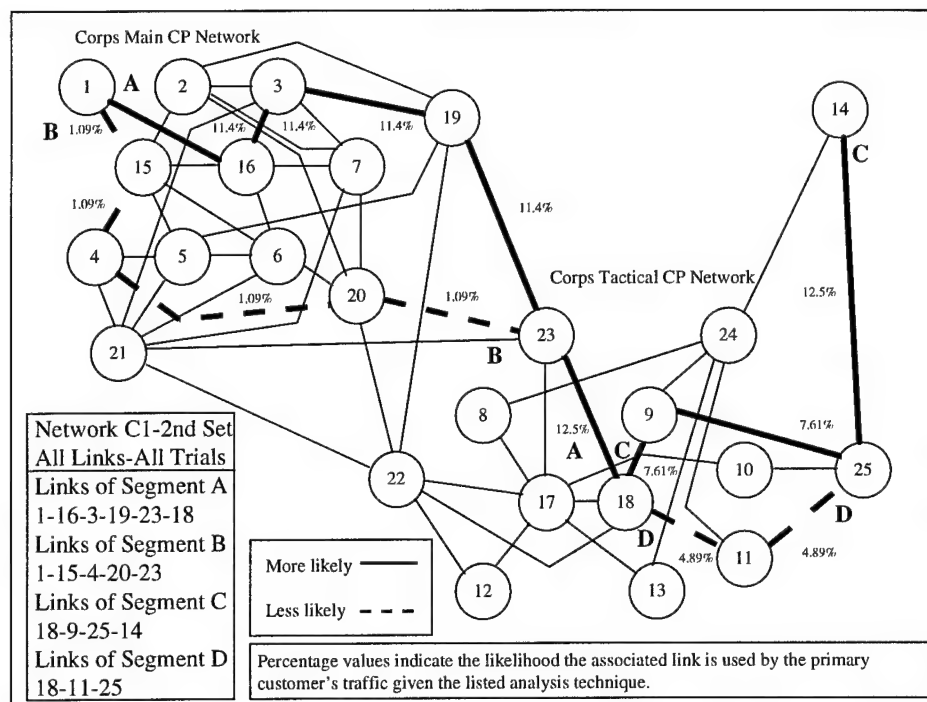 Corps Main CP Network
1
A
2
3
19
14
B
1.09%
11.4%
11.4%
11.4%
C
15
16
7
1.09%
11.4%
4
5
6
20
1.09%
1.09%
Corps Tactical CP Network
12.5%
21
B
23
24
8
9
12.5%
A
C
7.61%
7.61%
10
25
22
17
18
D
D
11
4.89%
4.89%
12
13
Network C1-2nd Set
All Links-All Trials
Links of Segment A
1-16-3-19-23-18
Links of Segment B
1-15-4-20-23
Links of Segment C
18-9-25-14
Links of Segment D
18-11-25
More likely
Less likely
Percentage values indicate the likelihood the associated link is used by the primary
customer's traffic given the listed analysis technique.